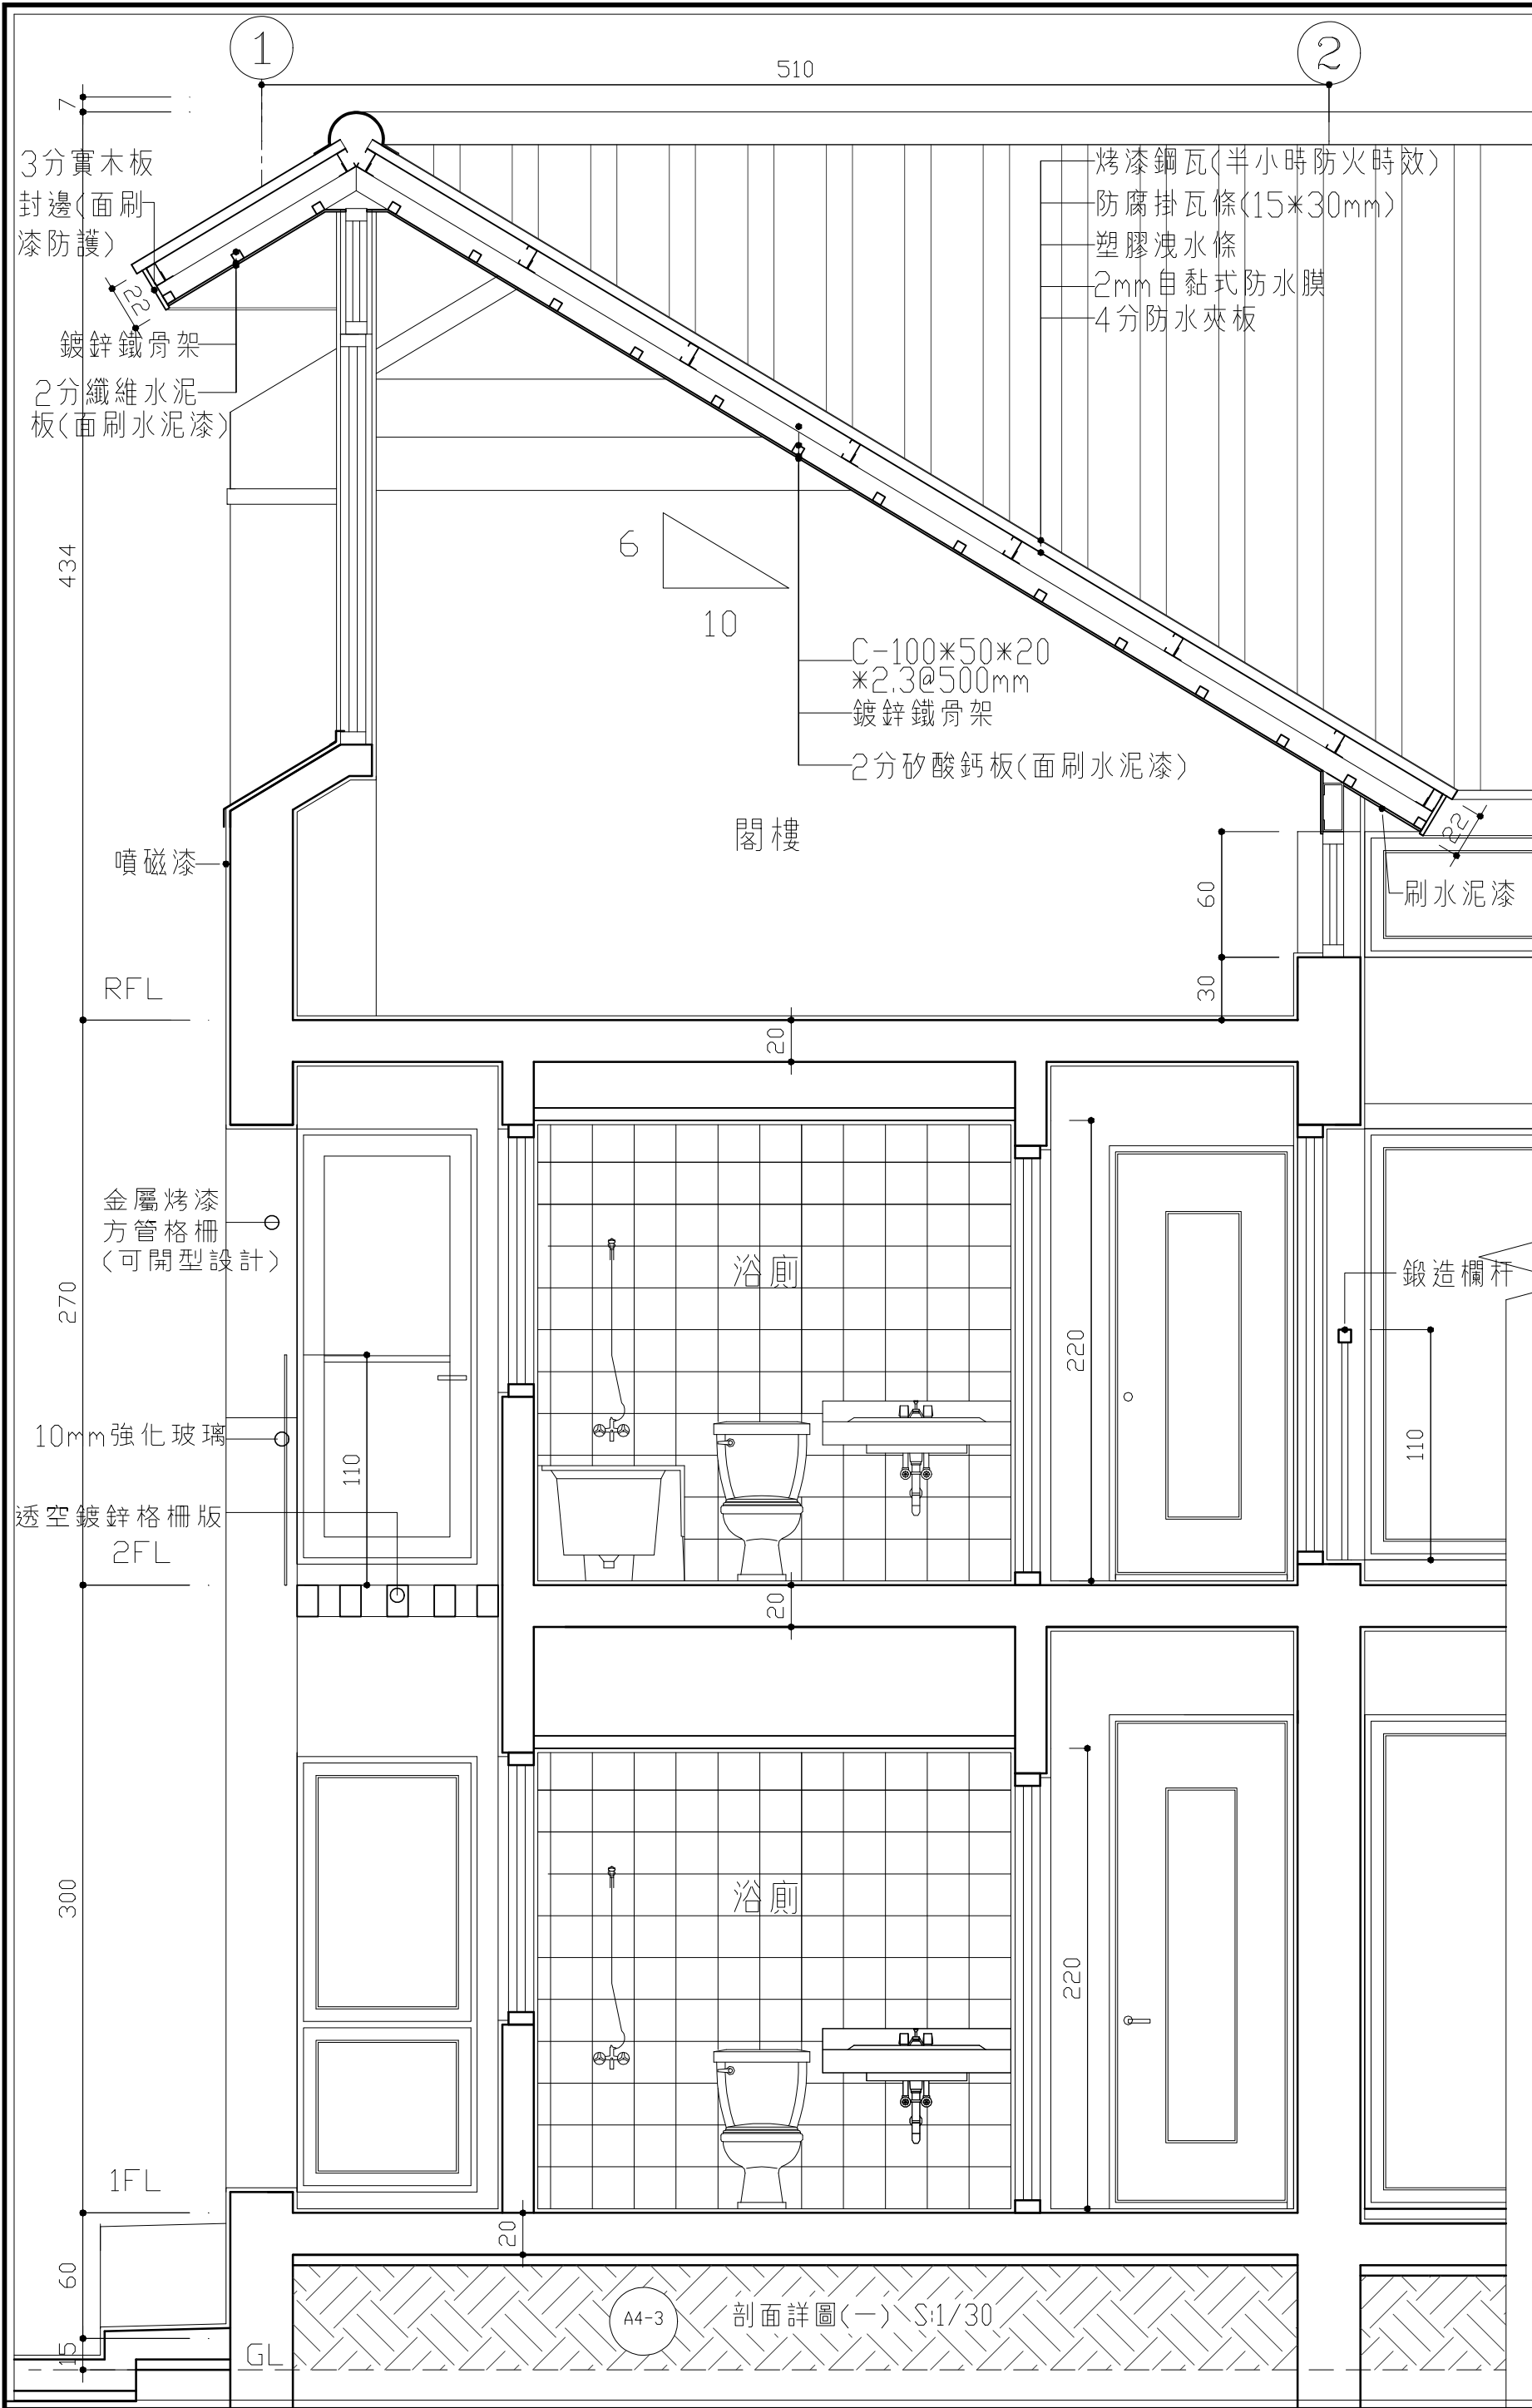 1
2
510
7
3分實木板
封邊(面刷
漆防護)
22
鍍鋅鐵骨架
2分纖維水泥
板(面刷水泥漆)
烤漆鋼瓦(半小時防火時效)
防腐掛瓦條(15*30mm)
塑膠洩水條
2mm自黏式防水膜
4分防水夾板
434
6
10
C-100*50*20
*2.3@500mm
鍍鋅鐵骨架
2分矽酸鈣板(面刷水泥漆)
閣樓
噴磁漆
22
刷水泥漆
60
30
RFL
20
金屬烤漆
方管格柵
(可開型設計)
浴廁
鍛造欄杆
270
220
110
110
10mm強化玻璃
透空鍍鋅格柵版
2FL
20
300
浴廁
220
1FL
20
60
A4-3
剖面詳圖(一) S:1/30
15
GL